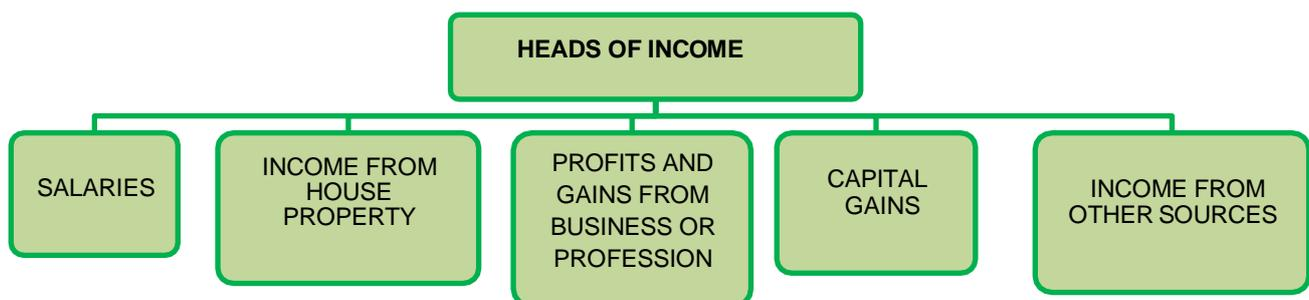 HEADS OF INCOME
SALARIES
INCOME FROM
HOUSE
PROPERTY
PROFITS AND
GAINS FROM
BUSINESS OR
PROFESSION
CAPITAL
GAINS
INCOME FROM
OTHER SOURCES